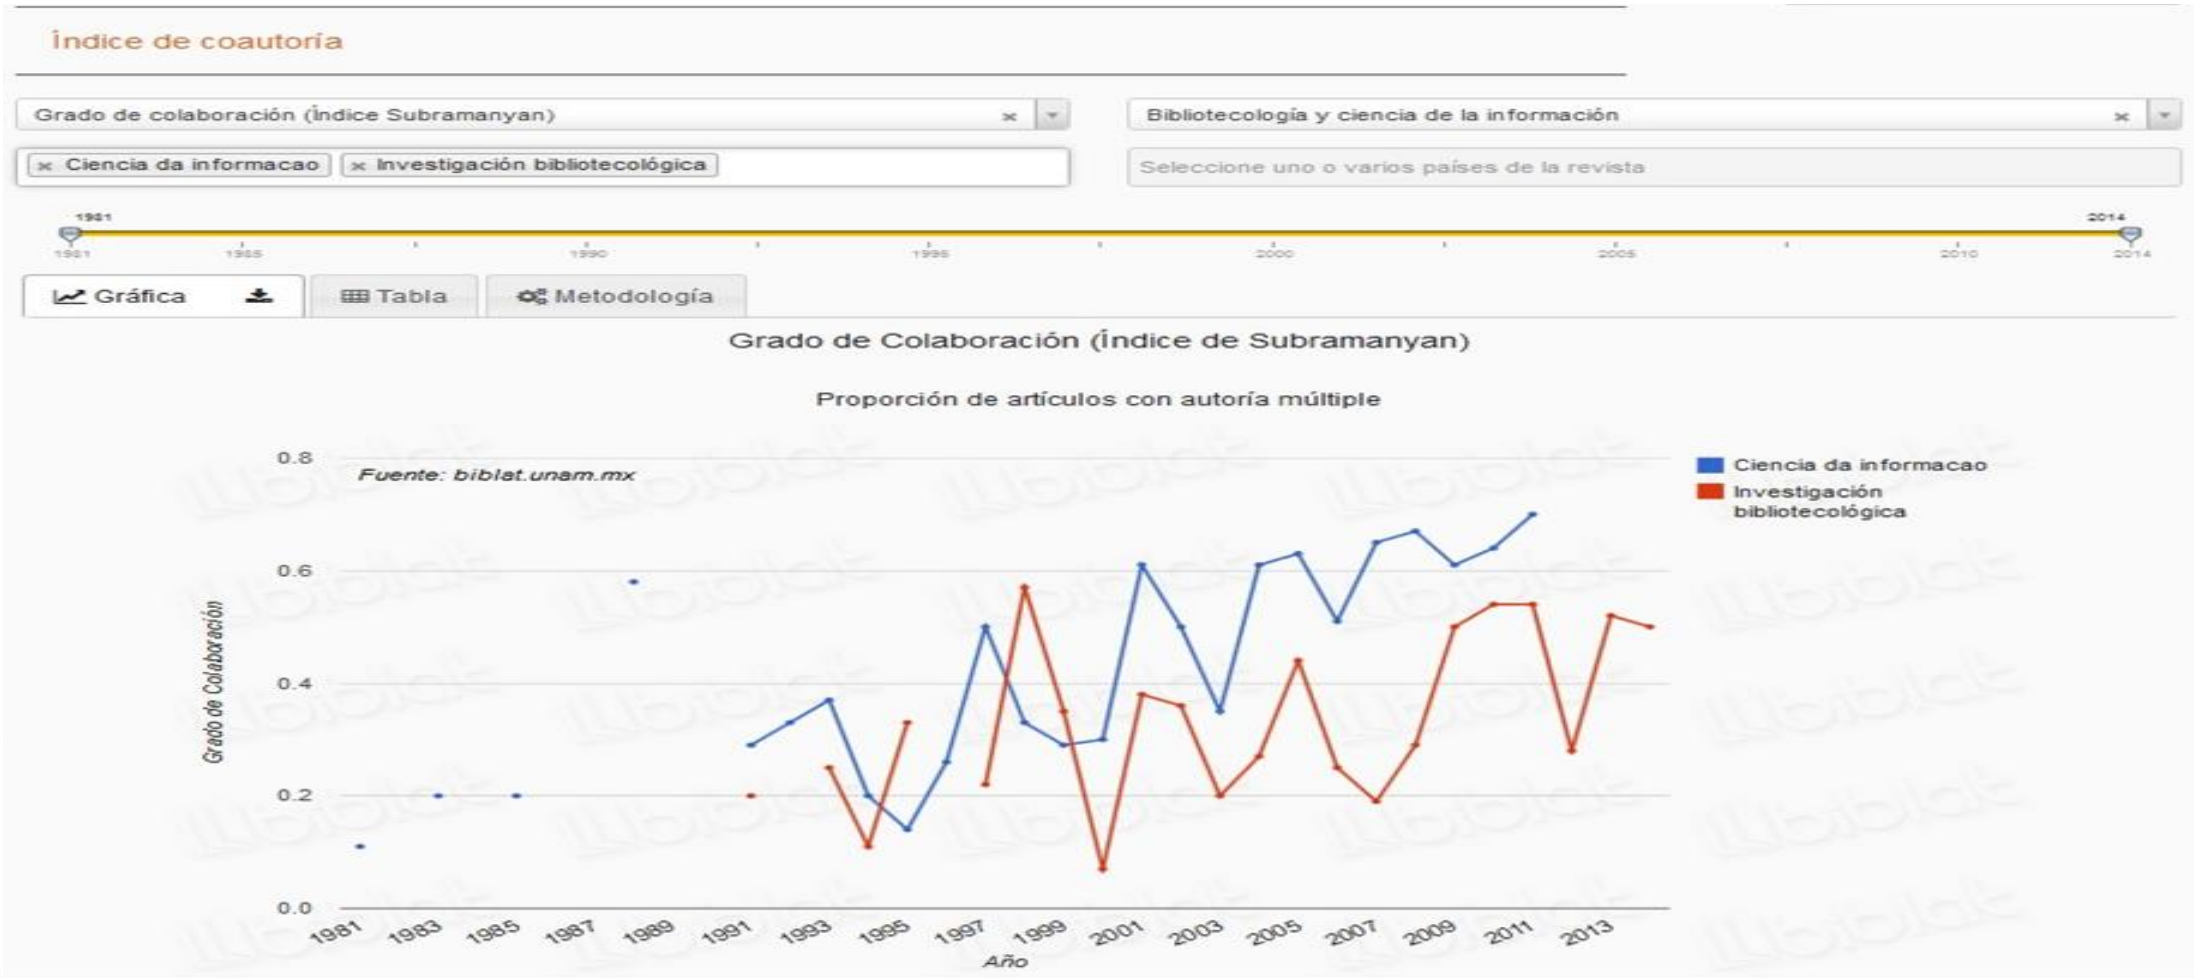 Índice de coautoría
Grado de colaboración (Índice Subramanyan) ×
Bibliotecología y ciencia de la información ×
× Ciencia da informacao × Investigación bibliotecológica
Seleccione uno o varios países de la revista
1981 2014
1981 1985 1990 1995 2000 2005 2010 2014
Gráfica Tabla Metodología
Grado de Colaboración (Índice de Subramanyan)
Proporción de artículos con autoría múltiple
Fuente: biblat.unam.mx
Ciencia da informacao
Investigación
bibliotecológica
Grado de Colaboración
0.8
0.6
0.4
0.2
0.0
1981 1983 1985 1987 1989 1991 1993 1995 1997 1999 2001 2003 2005 2007 2009 2011 2013
Año
biblat